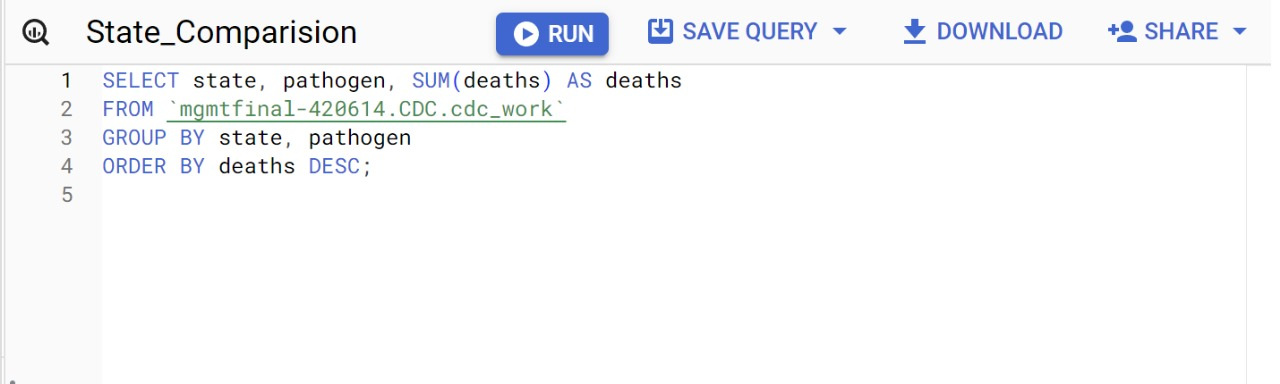 State_Comparision RUN SAVE QUERY DOWNLOAD SHARE
1 SELECT state, pathogen, SUM(deaths) AS deaths
2 FROM `mgmtfinal-420614.CDC.cdc_work`
3 GROUP BY state, pathogen
4 ORDER BY deaths DESC;
5